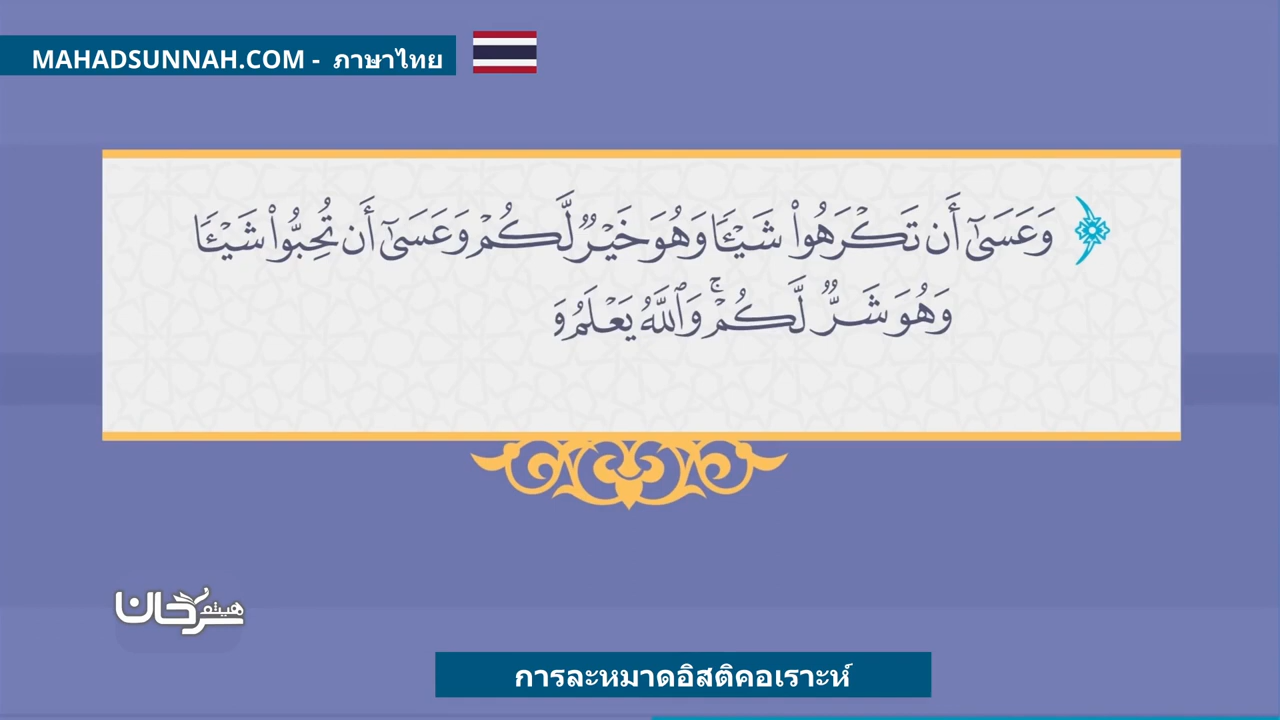 MAHADSUNNAH.COM - ภาษาไทย
وَعَسَىٰٓ أَن تَكْرَهُوا۟ شَيْـًٔا وَهُوَ خَيْرٌ لَّكُمْ وَعَسَىٰٓ أَن تُحِبُّوا۟ شَيْـًٔا
وَهُوَ شَرٌّ لَّكُمْ ۚ وَٱللَّهُ يَعْلَمُ وَ
هيثم
سرحان
การละหมาดอิสติคอเราะห์